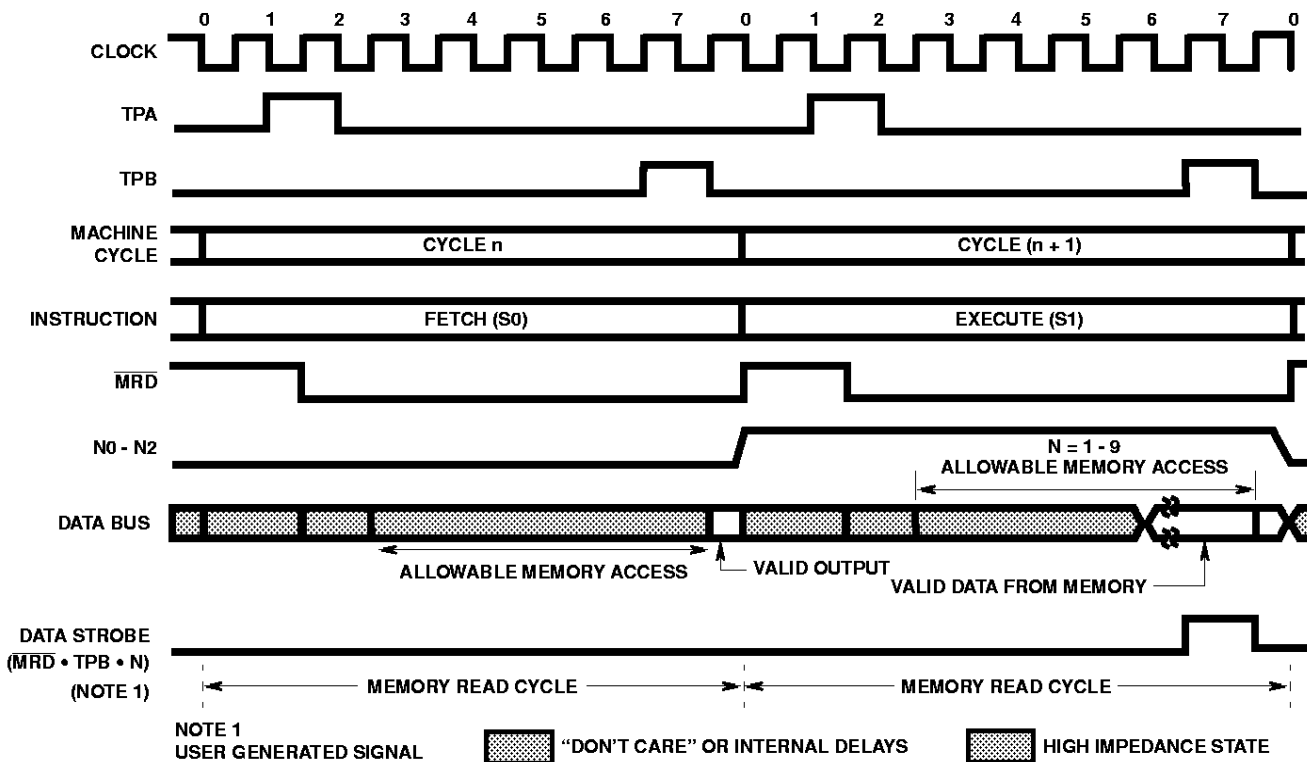 0 1 2 3 4 5 6 7 0 1 2 3 4 5 6 7 0
CLOCK
TPA
TPB
MACHINE
CYCLE
CYCLE n
CYCLE (n + 1)
INSTRUCTION
FETCH (S0)
EXECUTE (S1)
MRD
N0 - N2
N = 1 - 9
ALLOWABLE MEMORY ACCESS
DATA BUS
ALLOWABLE MEMORY ACCESS
VALID OUTPUT
VALID DATA FROM MEMORY
DATA STROBE
(MRD • TPB • N)
(NOTE 1)
MEMORY READ CYCLE
MEMORY READ CYCLE
NOTE 1
USER GENERATED SIGNAL
“DON'T CARE” OR INTERNAL DELAYS
HIGH IMPEDANCE STATE